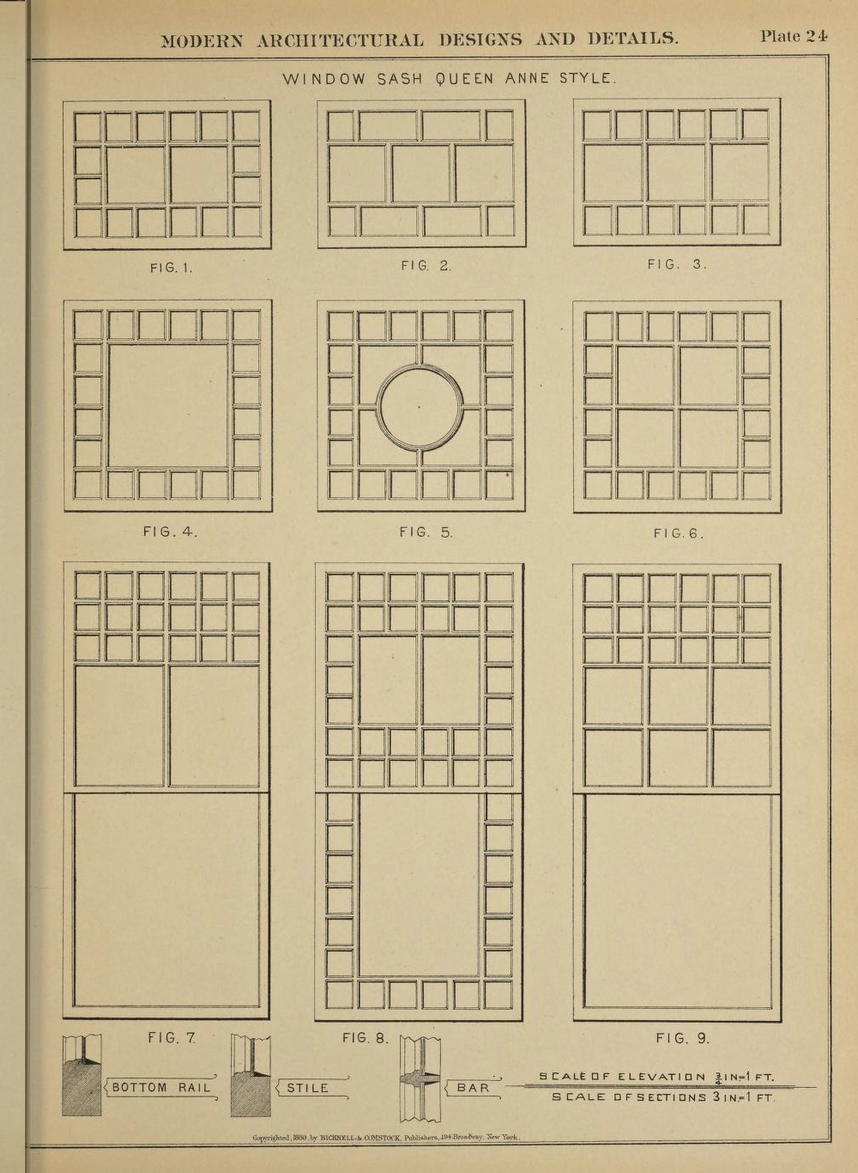 MODERN ARCHITECTURAL DESIGNS AND DETAILS. Plate 24
WINDOW SASH QUEEN ANNE STYLE.
FIG. 1. FIG. 2. FIG. 3.
FIG. 4. FIG. 5. FIG. 6.
FIG. 7. FIG. 8. FIG. 9.
BOTTOM RAIL STILE BAR
SCALE OF ELEVATION ¾ IN.=1 FT.
SCALE OF SECTIONS 3 IN.=1 FT.
Copyrighted, 1880, by BICKNELL & COMSTOCK, Publishers, 194 Broadway, New York.